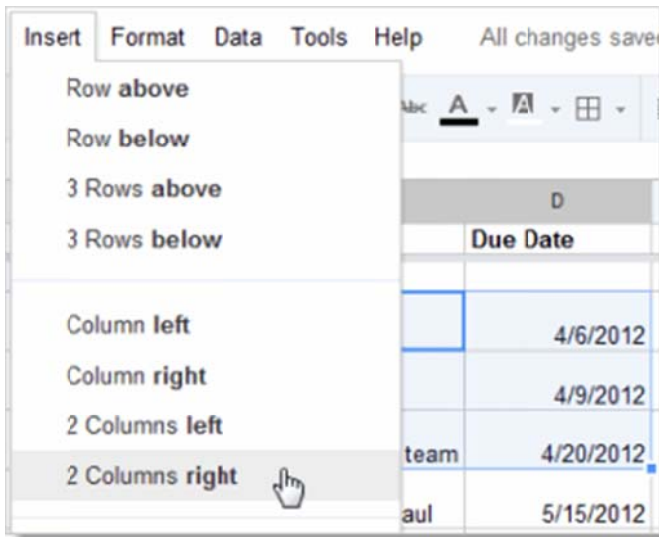 Insert Format Data Tools Help All changes save
Row above
Abc A A
Row below
3 Rows above
D
3 Rows below
Due Date
Column left
4/6/2012
Column right
4/9/2012
2 Columns left
team 4/20/2012
2 Columns right
aul 5/15/2012